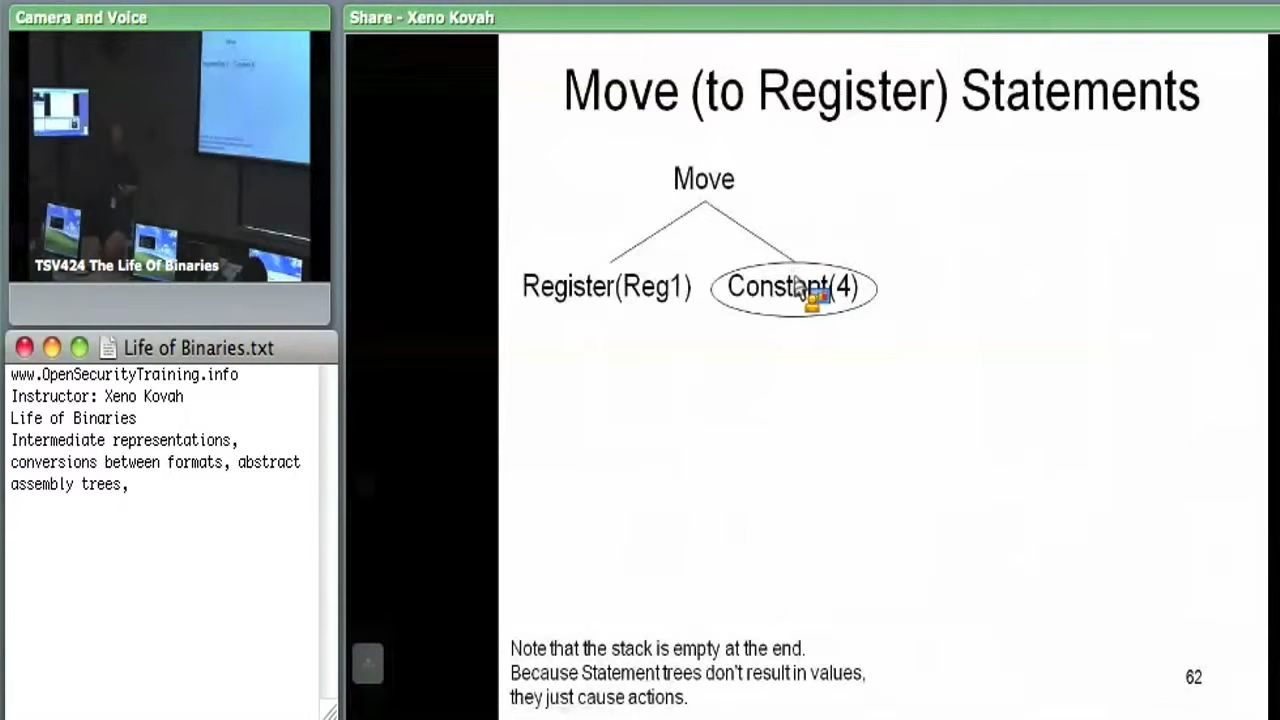 Camera and Voice
Share - Xeno Kovah
TSV424 The Life Of Binaries
Life of Binaries.txt
www.OpenSecurityTraining.info
Instructor: Xeno Kovah
Life of Binaries
Intermediate representations,
conversions between formats, abstract
assembly trees,
Move (to Register) Statements
Move
Register(Reg1) Constant(4)
Note that the stack is empty at the end.
Because Statement trees don't result in values,
they just cause actions.
62